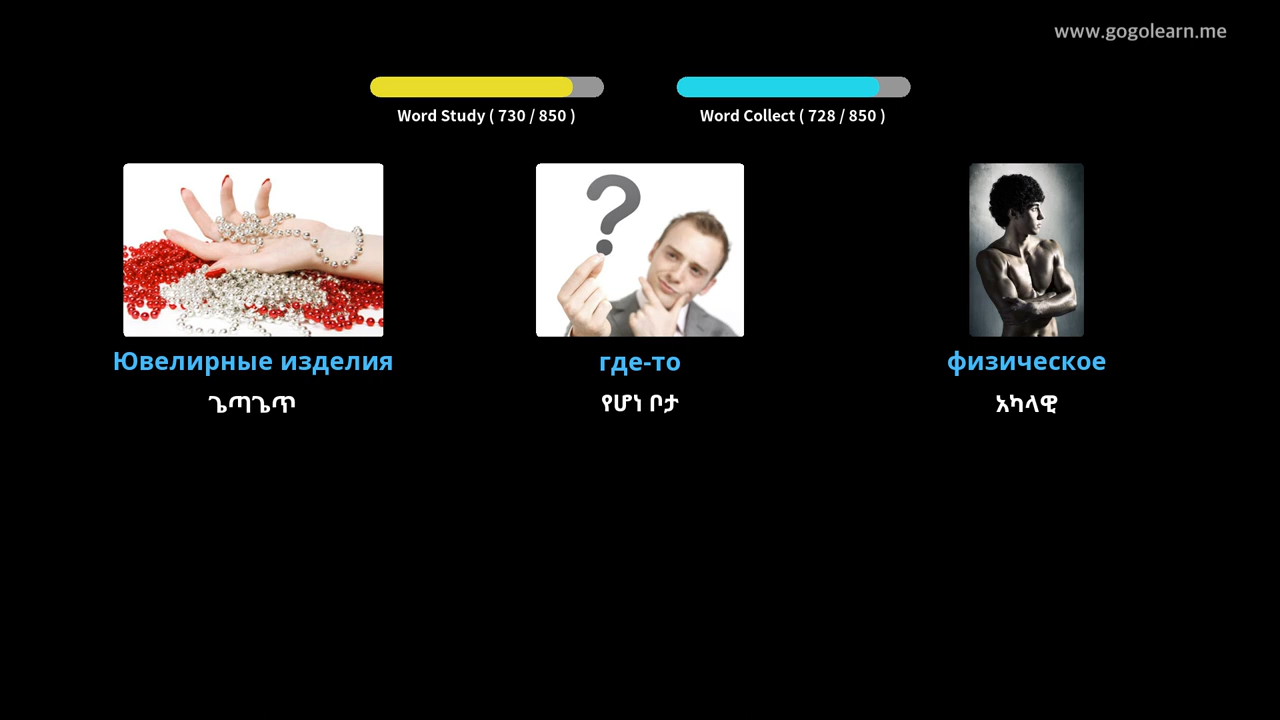 www.gogolearn.me
Word Study ( 730 / 850 )
Word Collect ( 728 / 850 )
Ювелирные изделия
где-то
физическое
ጌጣጌጥ
የሆነ ቦታ
አካላዊ